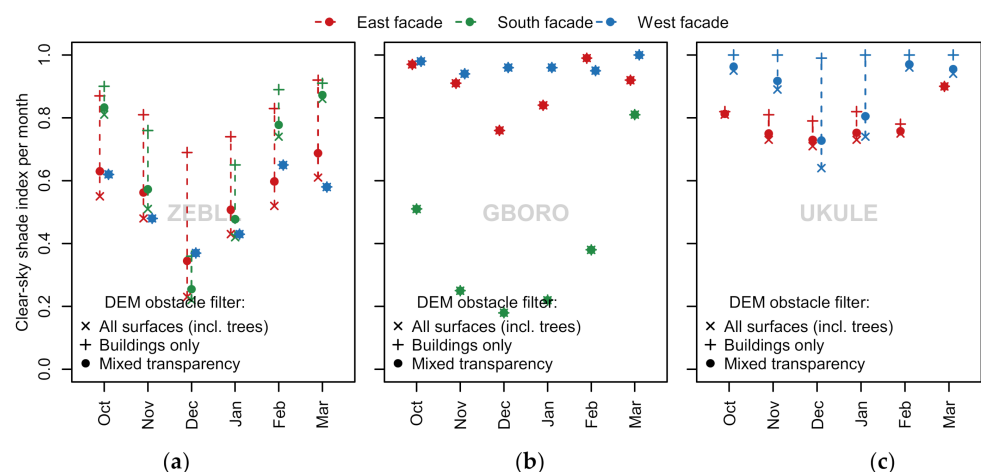 East facade South facade West facade
Clear-sky shade index per month
0.0 0.2 0.4 0.6 0.8 1.0
ZEBLI
DEM obstacle filter:
All surfaces (incl. trees)
Buildings only
Mixed transparency
Oct Nov Dec Jan Feb Mar
(a)
GBORO
DEM obstacle filter:
All surfaces (incl. trees)
Buildings only
Mixed transparency
Oct Nov Dec Jan Feb Mar
(b)
UKULE
DEM obstacle filter:
All surfaces (incl. trees)
Buildings only
Mixed transparency
Oct Nov Dec Jan Feb Mar
(c)